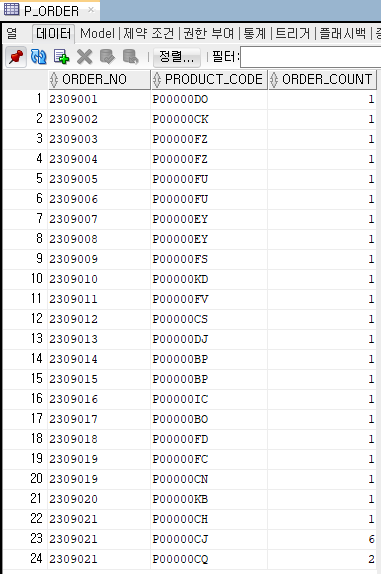 P_ORDER ×
열 데이터 Model 제약 조건 권한 부여 통계 트리거 플래시백
정렬... 필터:
ORDER_NO PRODUCT_CODE ORDER_COUNT
1 2309001 P00000DO 1
2 2309002 P00000CK 1
3 2309003 P00000FZ 1
4 2309004 P00000FZ 1
5 2309005 P00000FU 1
6 2309006 P00000FU 1
7 2309007 P00000EY 1
8 2309008 P00000EY 1
9 2309009 P00000FS 1
10 2309010 P00000KD 1
11 2309011 P00000FV 1
12 2309012 P00000CS 1
13 2309013 P00000DJ 1
14 2309014 P00000BP 1
15 2309015 P00000BP 1
16 2309016 P00000IC 1
17 2309017 P00000BO 1
18 2309018 P00000FD 1
19 2309019 P00000FC 1
20 2309019 P00000CN 1
21 2309020 P00000KB 1
22 2309021 P00000CH 1
23 2309021 P00000CJ 6
24 2309021 P00000CQ 2